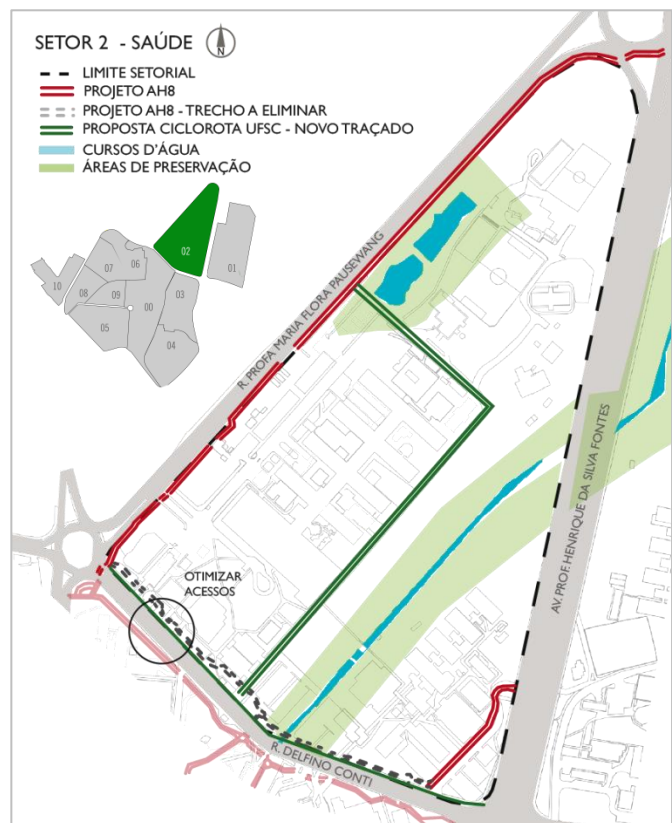 SETOR 2 - SAÚDE
N
LIMITE SETORIAL
PROJETO AH8
PROJETO AH8 - TRECHO A ELIMINAR
PROPOSTA CICLOROTA UFSC - NOVO TRAÇADO
CURSOS D'ÁGUA
ÁREAS DE PRESERVAÇÃO
02
01
06
07
10
08
09
00
03
05
04
R. PROFA MARIA FLORA PAUSEWANG
AV. PROF. HENRIQUE DA SILVA FONTES
OTIMIZAR
ACESSOS
R. DELFINO CONTI